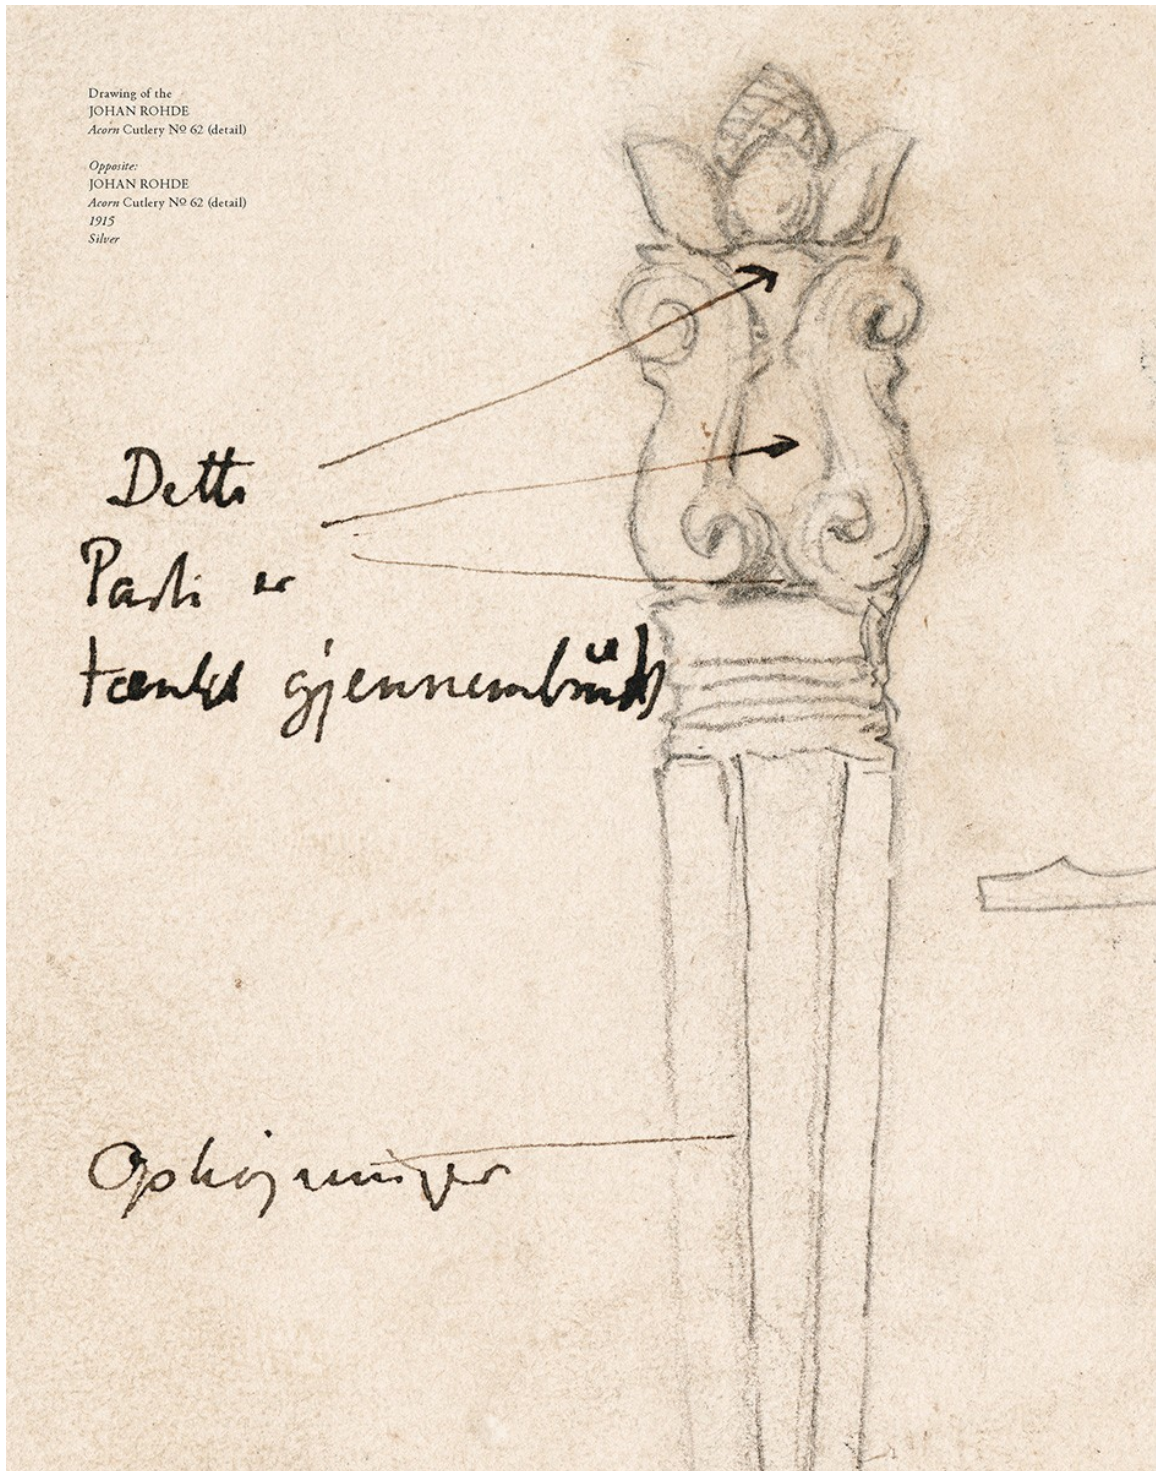 Drawing of the
JOHAN ROHDE
Acorn Cutlery Nº 62 (detail)
Opposite:
JOHAN ROHDE
Acorn Cutlery Nº 62 (detail)
1915
Silver
Dette
Parti er
tænkt gjennembrudt
Ophøjninger